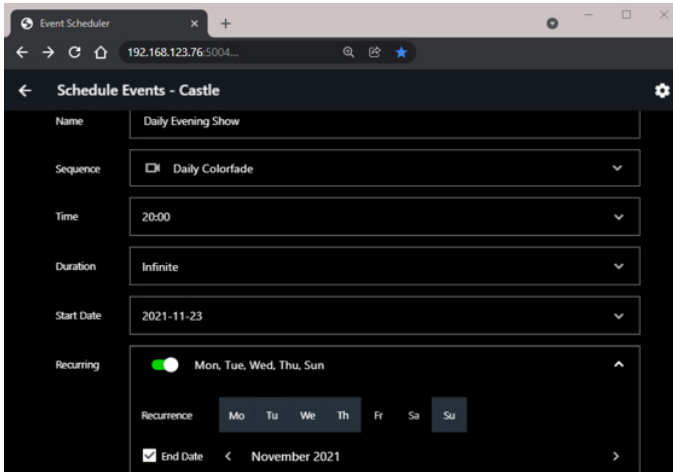 Event Scheduler
192.168.123.76:5004...
Schedule Events - Castle
Name Daily Evening Show
Sequence Daily Colorfade
Time 20:00
Duration Infinite
Start Date 2021-11-23
Recurring Mon, Tue, Wed, Thu, Sun
Recurrence Mo Tu We Th Fr Sa Su
End Date November 2021